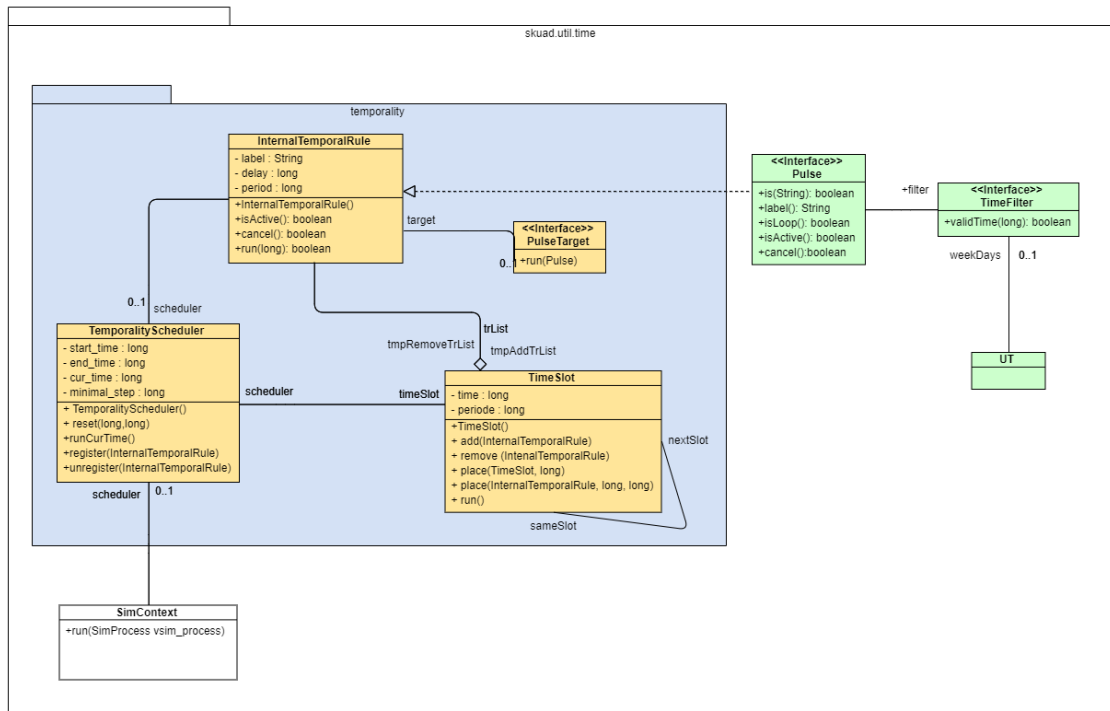 skuad.util.time
temporality
InternalTemporalRule
- label : String
- delay : long
- period : long
+InternalTemporalRule()
+isActive(): boolean
+cancel(): boolean
+run(long): boolean
target
<<Interface>>
PulseTarget
+run(Pulse)
0..1
<<Interface>>
Pulse
+is(String): boolean
+label(): String
+isLoop(): boolean
+isActive(): boolean
+cancel():boolean
+filter
<<Interface>>
TimeFilter
+validTime(long): boolean
weekDays
0..1
UT
0..1
scheduler
TemporalityScheduler
- start_time : long
- end_time : long
- cur_time : long
- minimal_step : long
+ TemporalityScheduler()
+ reset(long,long)
+runCurTime()
+register(InternalTemporalRule)
+unregister(InternalTemporalRule)
scheduler
timeSlot
trList
tmpRemoveTrList
tmpAddTrList
TimeSlot
- time : long
- periode : long
+TimeSlot()
+ add(InternalTemporalRule)
+ remove (IntenalTemporalRule)
+ place(TimeSlot, long)
+ place(InternalTemporalRule, long, long)
+ run()
nextSlot
sameSlot
scheduler
0..1
SimContext
+run(SimProcess vsim_process)